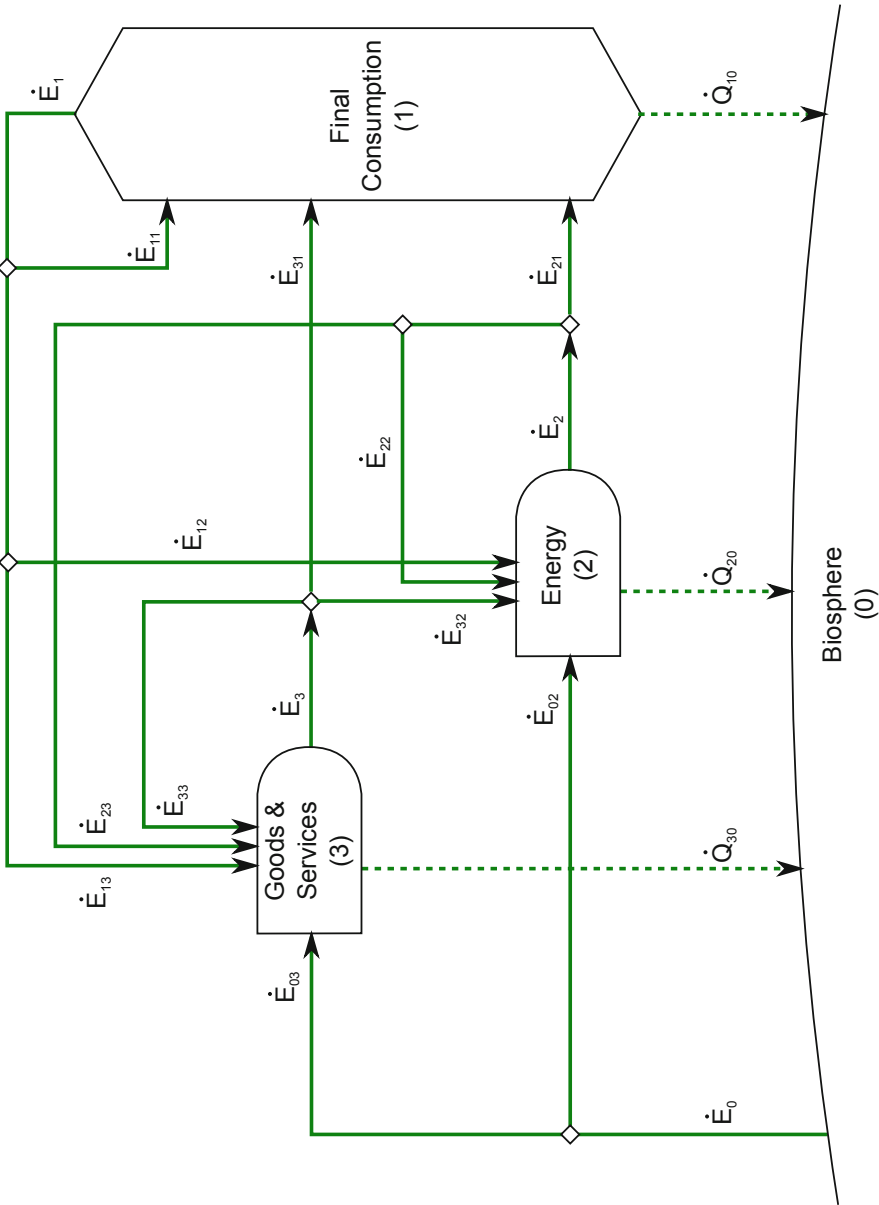 Ė₁
Final
Consumption
(1)
Q̇₁₀
Ė₁₁
Ė₃₁
Ė₂₁
Ė₂₂
Ė₂
Ė₁₂
Ė₃₂
Energy
(2)
Q̇₂₀
Biosphere
(0)
Ė₃
Ė₀₂
Ė₃₃
Ė₂₃
Ė₁₃
Goods &
Services
(3)
Q̇₃₀
Ė₀₃
Ė₀